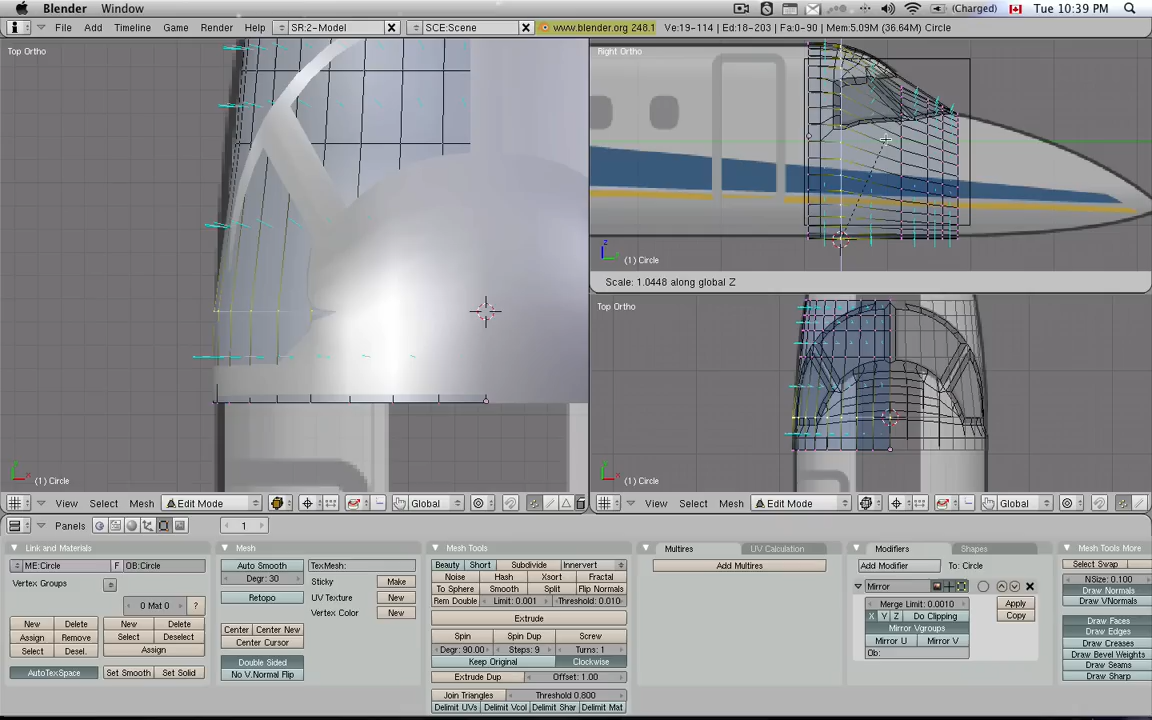 Blender Window (Charged) Tue 10:39 PM
File Add Timeline Game Render Help SR:2-Model SCE:Scene www.blender.org 248.1 Ve:19-114 | Ed:18-203 | Fa:0-90 | Mem:5.09M (36.64M) Circle
Top Ortho
Right Ortho
z
y
(1) Circle
Scale: 1.0448 along global Z
Top Ortho
y
x
(1) Circle
y
x
(1) Circle
View Select Mesh Edit Mode Global
View Select Mesh Edit Mode Global
Panels 1
Link and Materials
ME:Circle F OB:Circle
Vertex Groups
0 Mat 0 ?
New Delete New Delete
Assign Remove Select Deselect
Select Desel. Assign
AutoTexSpace Set Smooth Set Solid
Mesh
Auto Smooth
Degr: 30
Retopo
TexMesh:
Sticky Make
UV Texture New
Vertex Color New
Center Center New
Center Cursor
Double Sided
No V.Normal Flip
Mesh Tools
Beauty Short Subdivide Innervert
Noise Hash Xsort Fractal
To Sphere Smooth Split Flip Normals
Rem Double Limit: 0.001 Threshold: 0.010
Extrude
Spin Spin Dup Screw
Degr: 90.00 Steps: 9 Turns: 1
Keep Original Clockwise
Extrude Dup Offset: 1.00
Join Triangles Threshold 0.800
Delimit UVs Delimit Vcol Delimit Shar Delimit Mat
Multires UV Calculation
Add Multires
Modifiers Shapes
Add Modifier To: Circle
Mirror
Merge Limit: 0.0010
X Y Z Do Clipping
Mirror Vgroups
Mirror U Mirror V
Ob:
Apply
Copy
Mesh Tools More
Select Swap
NSize: 0.100
Draw Normals
Draw VNormals
Draw Faces
Draw Edges
Draw Creases
Draw Bevel Weights
Draw Seams
Draw Sharp